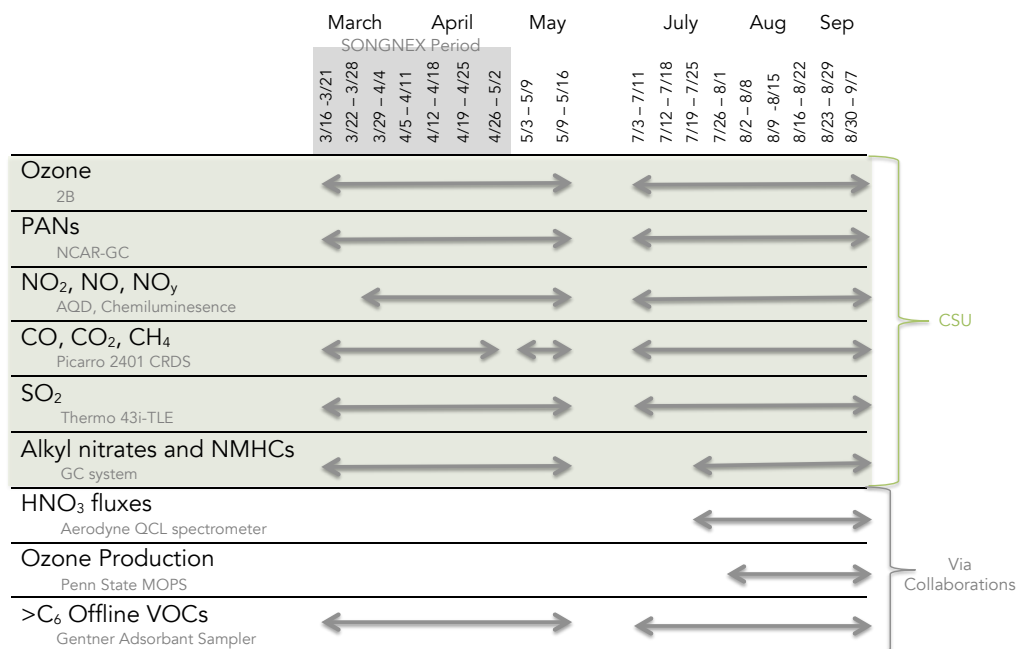 March April May July Aug Sep
SONGNEX Period
3/16 -3/21
3/22 – 3/28
3/29 – 4/4
4/5 – 4/11
4/12 – 4/18
4/19 – 4/25
4/26 – 5/2
5/3 – 5/9
5/9 – 5/16
7/3 – 7/11
7/12 – 7/18
7/19 – 7/25
7/26 – 8/1
8/2 – 8/8
8/9 -8/15
8/16 – 8/22
8/23 – 8/29
8/30 – 9/7
Ozone
2B
PANs
NCAR-GC
NO₂, NO, NOy
AQD, Chemiluminesence
CO, CO₂, CH₄
Picarro 2401 CRDS
SO₂
Thermo 43i-TLE
Alkyl nitrates and NMHCs
GC system
CSU
HNO₃ fluxes
Aerodyne QCL spectrometer
Ozone Production
Penn State MOPS
>C₆ Offline VOCs
Gentner Adsorbant Sampler
Via
Collaborations